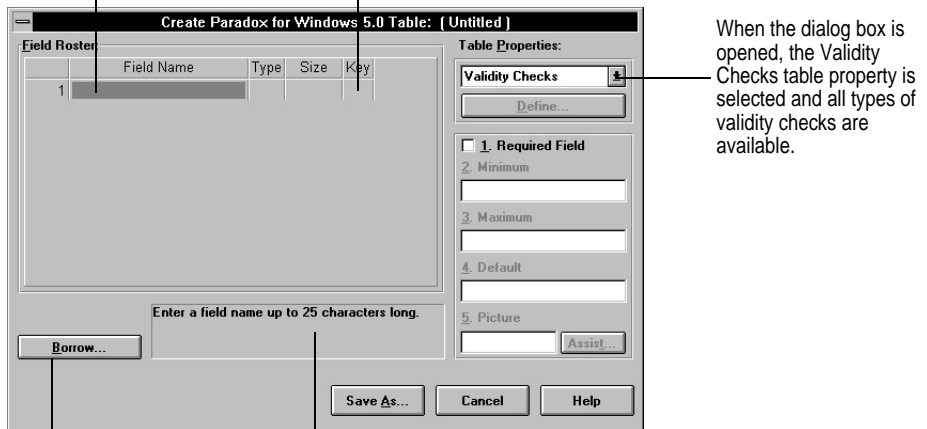 Create Paradox for Windows 5.0 Table: ( Untitled )
Field Roster:
Field Name Type Size Key
1
Enter a field name up to 25 characters long.
Borrow...
Table Properties:
Validity Checks
Define...
1. Required Field
2. Minimum
3. Maximum
4. Default
5. Picture
Assist...
Save As...
Cancel
Help
When the dialog box is
opened, the Validity
Checks table property is
selected and all types of
validity checks are
available.